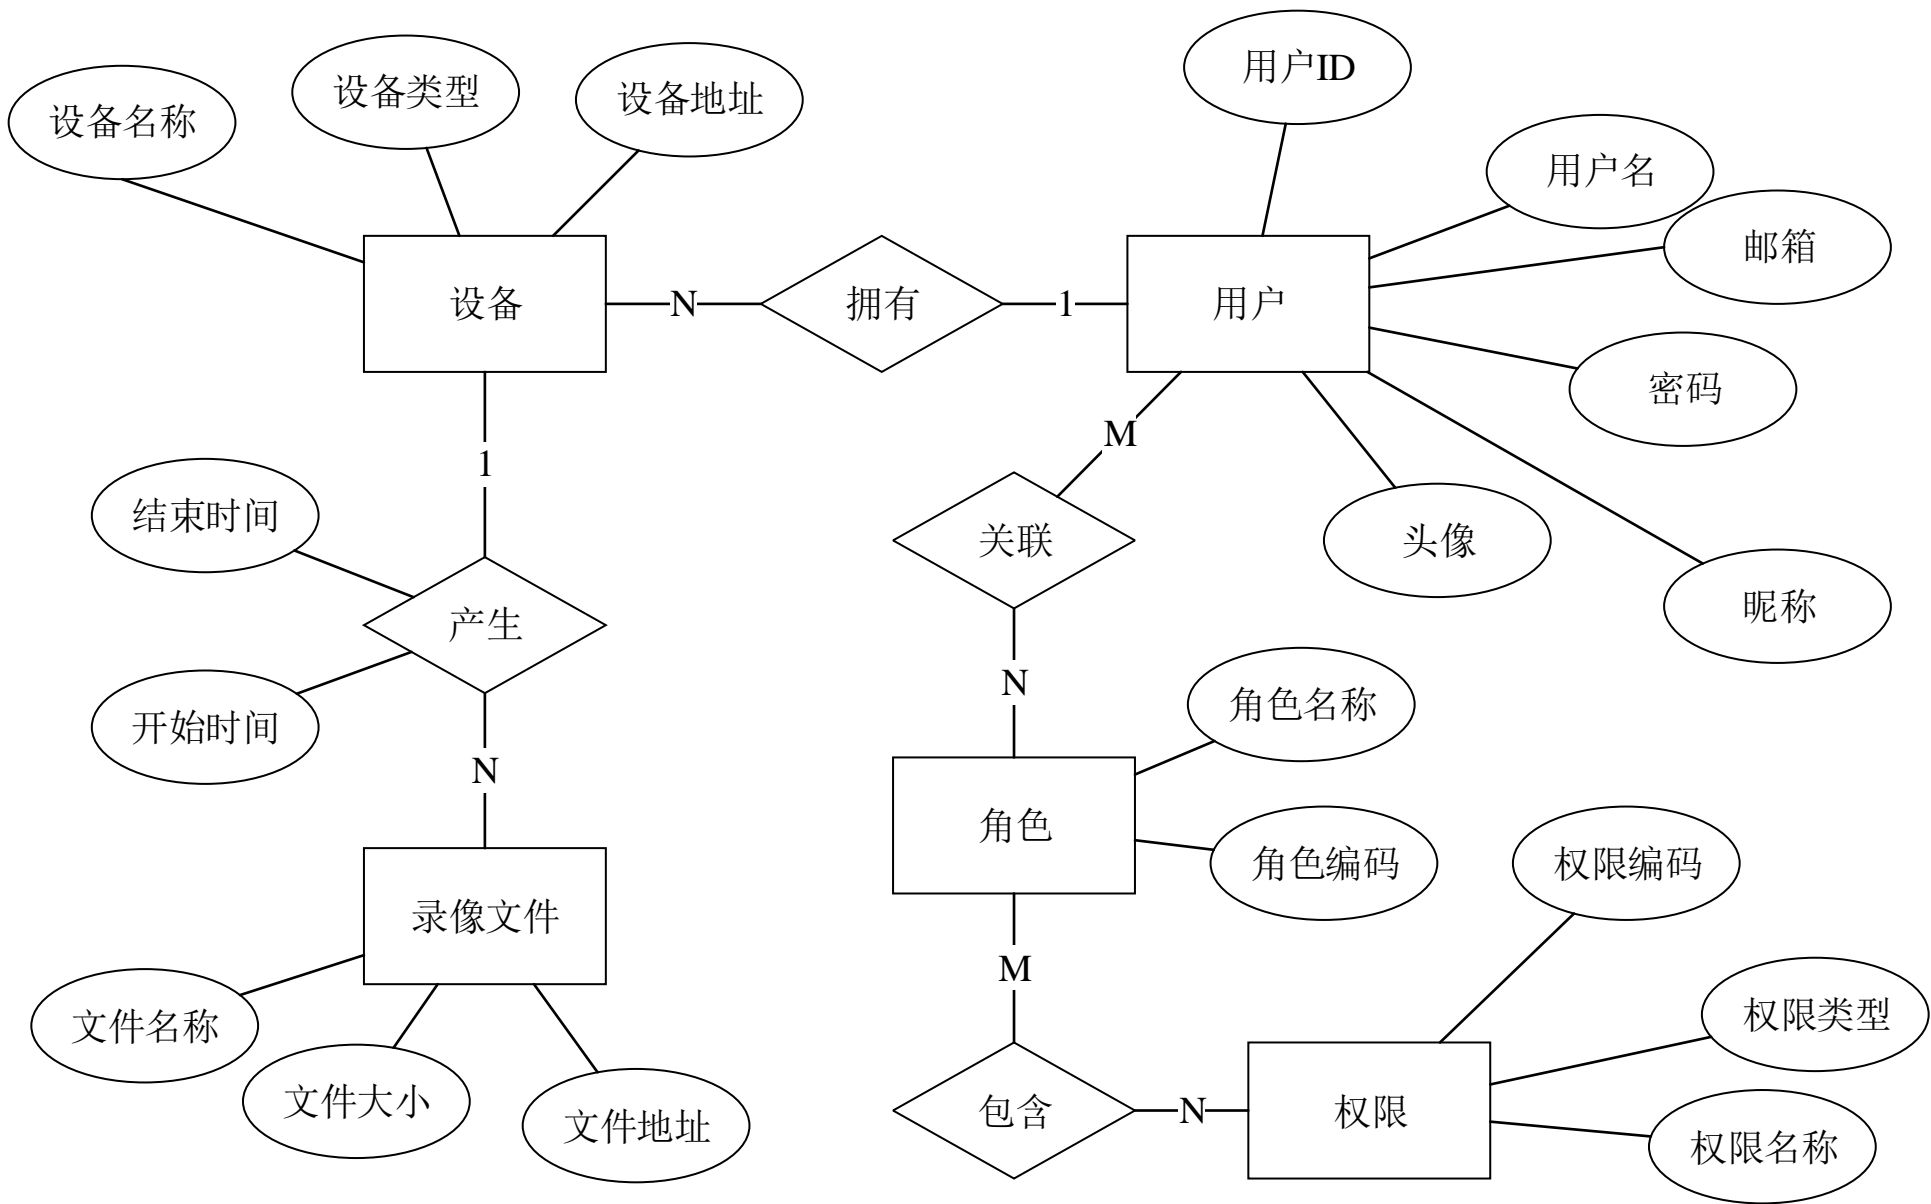 用户ID
设备类型
设备地址
设备名称
用户名
邮箱
设备
N
拥有
1
用户
密码
M
1
结束时间
关联
头像
昵称
产生
N
角色名称
开始时间
N
角色
角色编码
权限编码
录像文件
M
权限类型
文件名称
文件大小
文件地址
包含
N
权限
权限名称